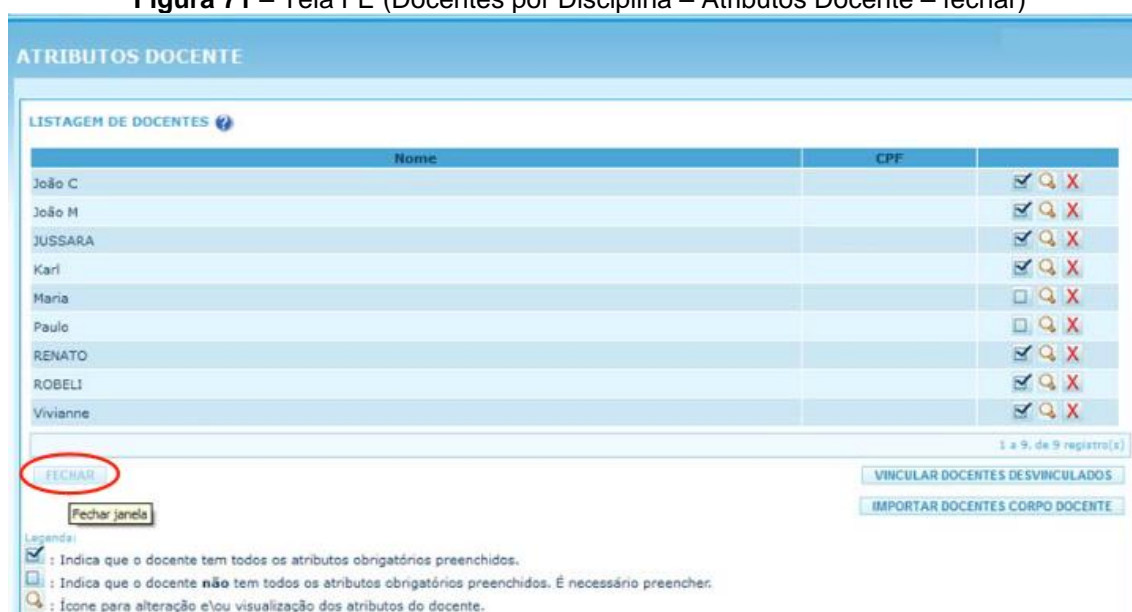 Figura 71 – Tela FE (Docentes por Disciplina – Atributos Docente – fechar)
ATRIBUTOS DOCENTE
LISTAGEM DE DOCENTES
Nome CPF
João C
João M
JUSSARA
Karl
Maria
Paulo
RENATO
ROBELI
Vivianne
1 a 9, de 9 registro(s)
FECHAR VINCULAR DOCENTES DESVINCULADOS
Fechar janela IMPORTAR DOCENTES CORPO DOCENTE
Legenda:
: Indica que o docente tem todos os atributos obrigatórios preenchidos.
: Indica que o docente não tem todos os atributos obrigatórios preenchidos. É necessário preencher.
: Ícone para alteração e\ou visualização dos atributos do docente.